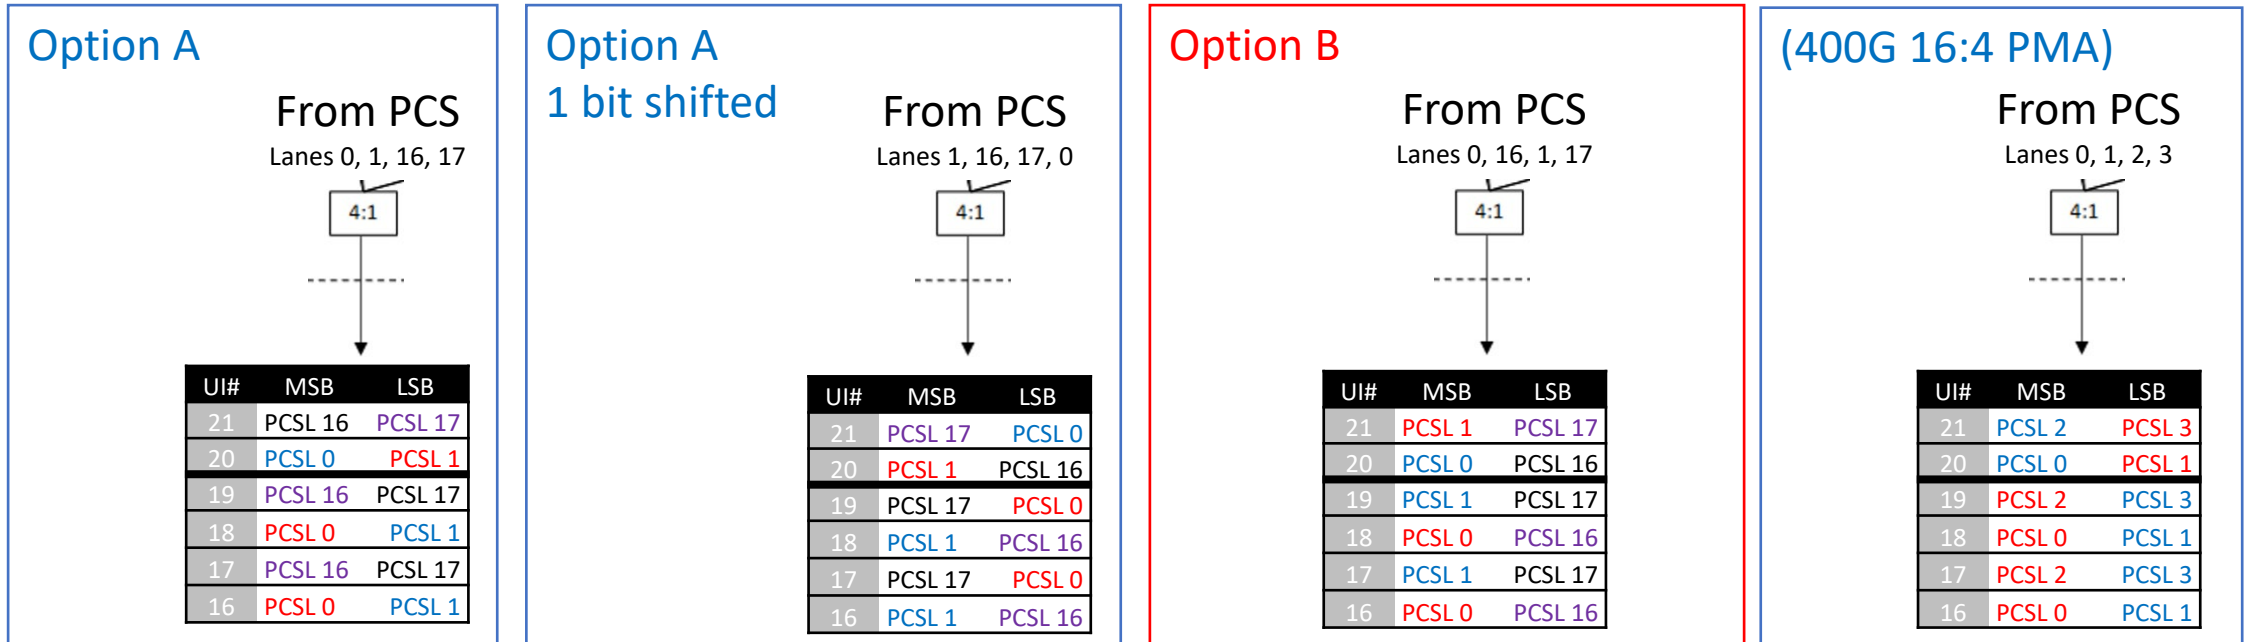 Option A
From PCS
Lanes 0, 1, 16, 17
4:1
UI# MSB LSB
21 PCSL 16 PCSL 17
20 PCSL 0 PCSL 1
19 PCSL 16 PCSL 17
18 PCSL 0 PCSL 1
17 PCSL 16 PCSL 17
16 PCSL 0 PCSL 1
Option A
1 bit shifted
From PCS
Lanes 1, 16, 17, 0
4:1
UI# MSB LSB
21 PCSL 17 PCSL 0
20 PCSL 1 PCSL 16
19 PCSL 17 PCSL 0
18 PCSL 1 PCSL 16
17 PCSL 17 PCSL 0
16 PCSL 1 PCSL 16
Option B
From PCS
Lanes 0, 16, 1, 17
4:1
UI# MSB LSB
21 PCSL 1 PCSL 17
20 PCSL 0 PCSL 16
19 PCSL 1 PCSL 17
18 PCSL 0 PCSL 16
17 PCSL 1 PCSL 17
16 PCSL 0 PCSL 16
(400G 16:4 PMA)
From PCS
Lanes 0, 1, 2, 3
4:1
UI# MSB LSB
21 PCSL 2 PCSL 3
20 PCSL 0 PCSL 1
19 PCSL 2 PCSL 3
18 PCSL 0 PCSL 1
17 PCSL 2 PCSL 3
16 PCSL 0 PCSL 1